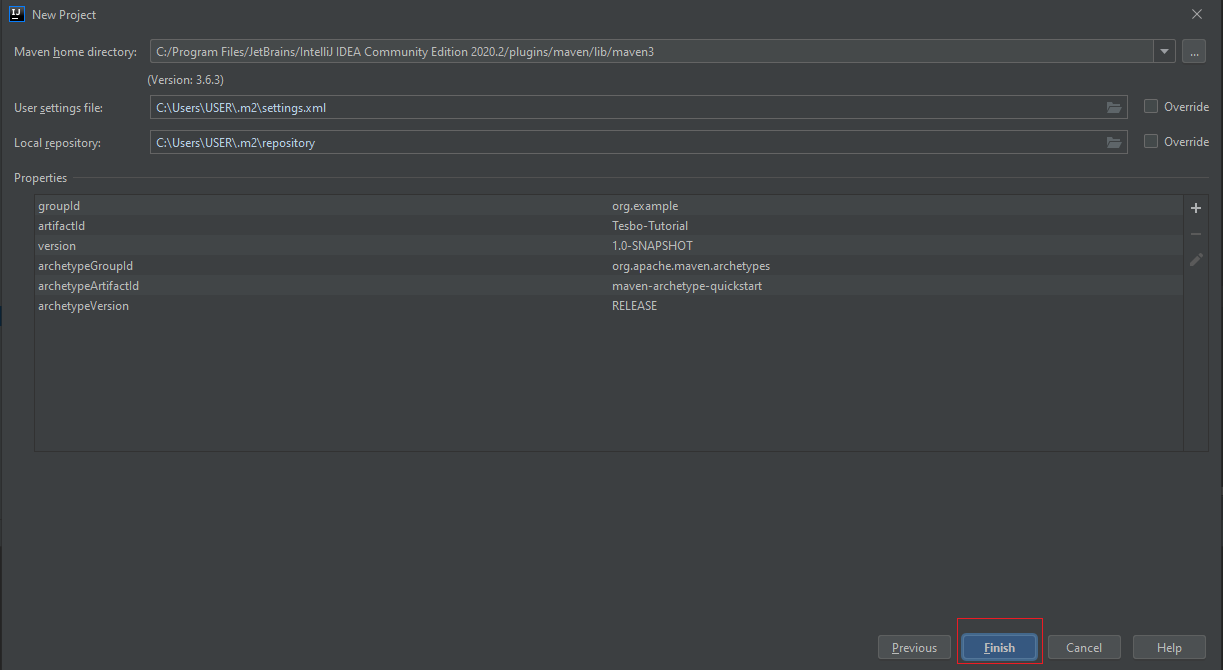 IJ New Project
Maven home directory: C:/Program Files/JetBrains/IntelliJ IDEA Community Edition 2020.2/plugins/maven/lib/maven3 ...
(Version: 3.6.3)
User settings file: C:\Users\USER\.m2\settings.xml Override
Local repository: C:\Users\USER\.m2\repository Override
Properties
groupId org.example
artifactId Tesbo-Tutorial
version 1.0-SNAPSHOT
archetypeGroupId org.apache.maven.archetypes
archetypeArtifactId maven-archetype-quickstart
archetypeVersion RELEASE
Previous Finish Cancel Help